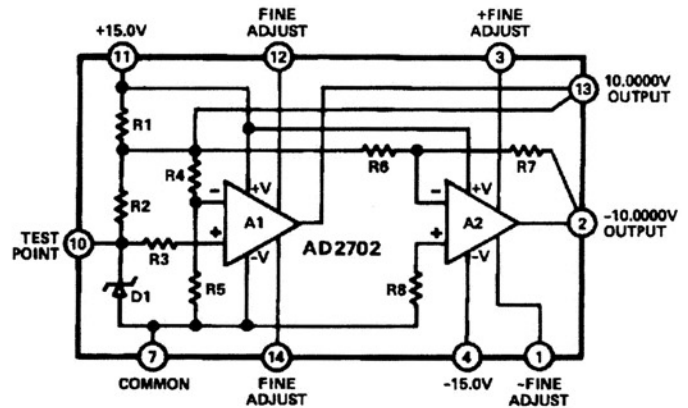 FINE
ADJUST
+FINE
ADJUST
+15.0V
11
12
3
13
10.0000V
OUTPUT
R1
R4
R6
R7
+V
+V
R2
A1
A2
2
-10.0000V
OUTPUT
TEST
POINT
10
R3
AD2702
-V
-V
D1
R5
R8
7
14
4
1
COMMON
FINE
ADJUST
-15.0V
~FINE
ADJUST